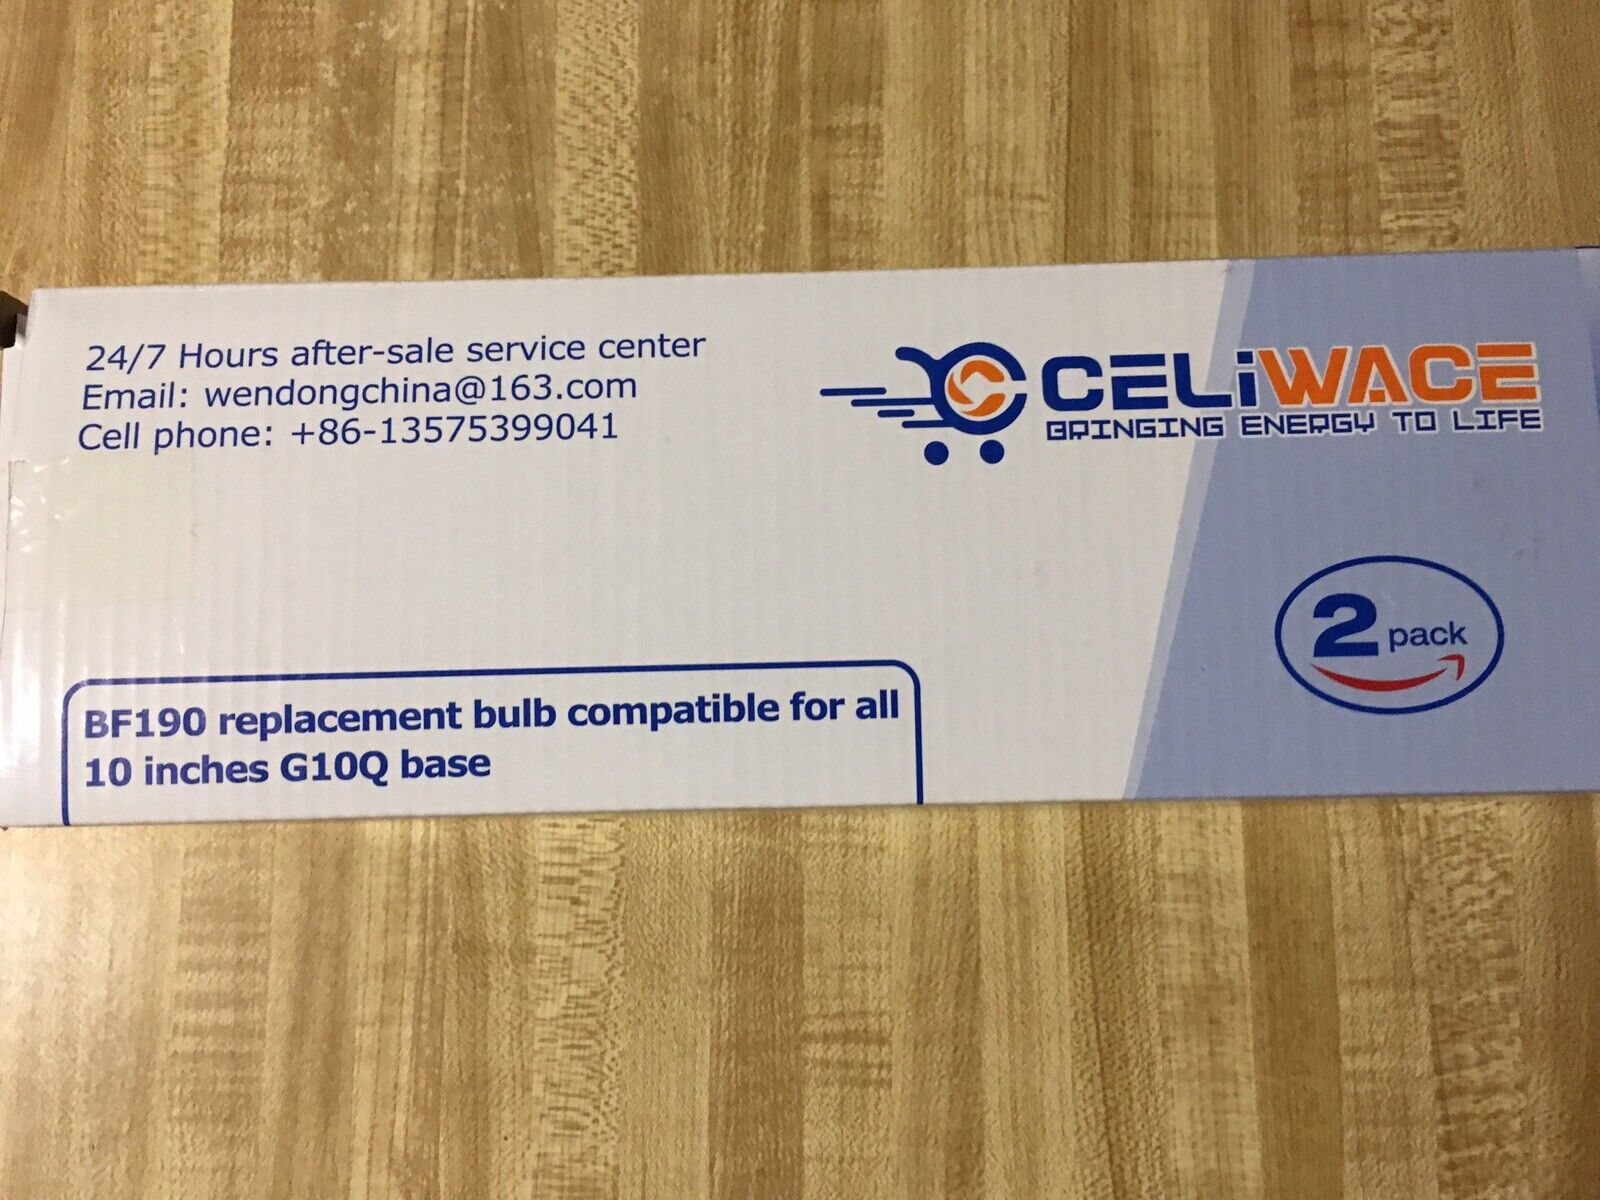 24/7 Hours after-sale service center
Email: wendongchina@163.com
Cell phone: +86-13575399041
CELiWACE
BRINGING ENERGY TO LIFE
2 pack
BF190 replacement bulb compatible for all
10 inches G10Q base